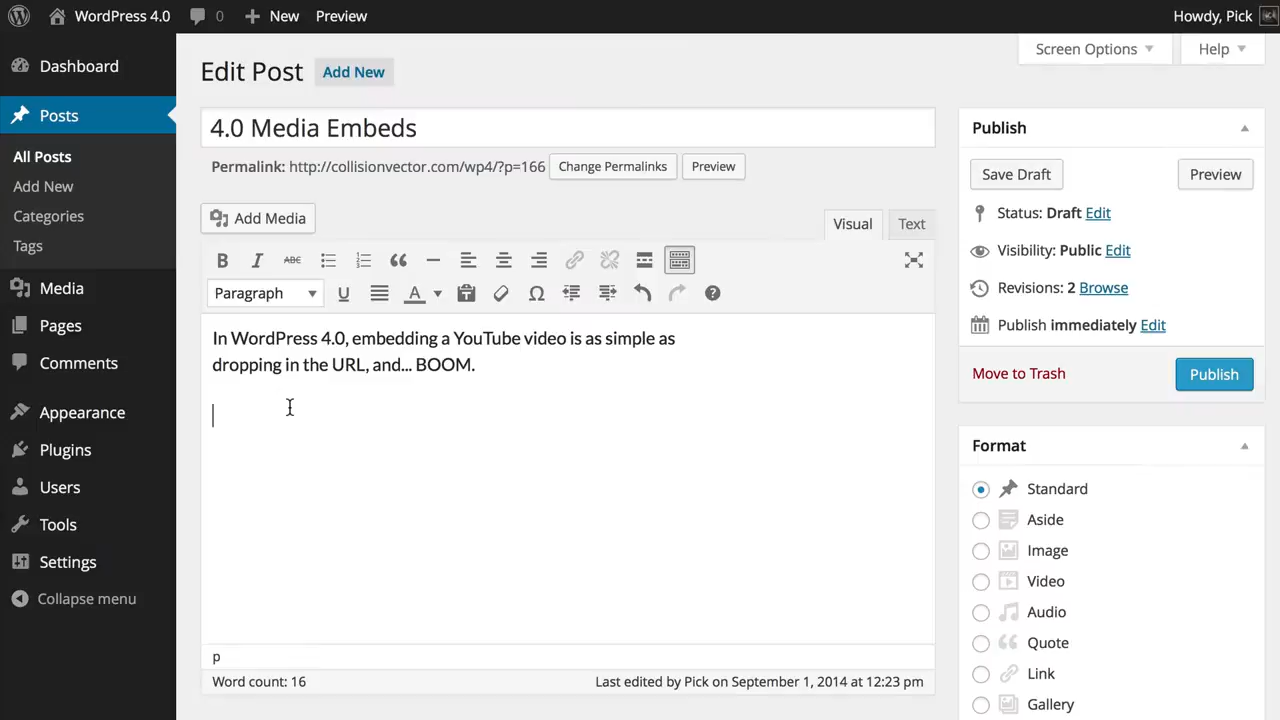 WordPress 4.0 0 New Preview Howdy, Pick
Screen Options Help
Dashboard
Posts
All Posts
Add New
Categories
Tags
Media
Pages
Comments
Appearance
Plugins
Users
Tools
Settings
Collapse menu
Edit Post Add New
4.0 Media Embeds
Permalink: http://collisionvector.com/wp4/?p=166 Change Permalinks Preview
Add Media
Visual Text
B I ABC
Paragraph U A Ω ?
In WordPress 4.0, embedding a YouTube video is as simple as
dropping in the URL, and... BOOM.
p
Word count: 16 Last edited by Pick on September 1, 2014 at 12:23 pm
Publish
Save Draft Preview
Status: Draft Edit
Visibility: Public Edit
Revisions: 2 Browse
Publish immediately Edit
Move to Trash Publish
Format
Standard
Aside
Image
Video
Audio
Quote
Link
Gallery